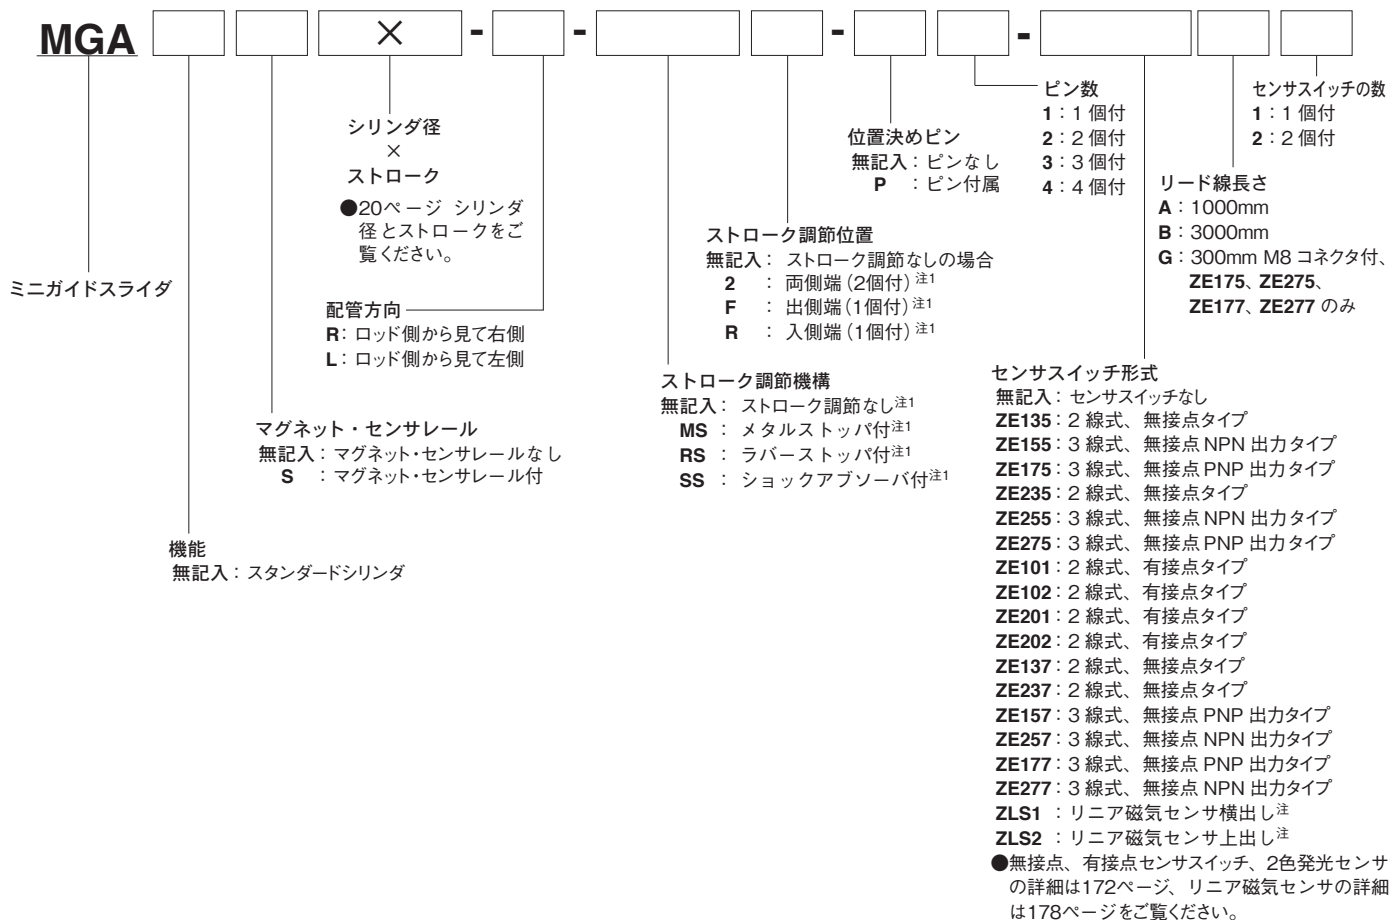 MGA × - - - -
ミニガイドスライダ
機能
無記入：スタンダードシリンダ
マグネット・センサレール
無記入：マグネット・センサレールなし
S ：マグネット・センサレール付
シリンダ径
×
ストローク
●20ページ シリンダ
径とストロークをご
覧ください。
配管方向
R：ロッド側から見て右側
L：ロッド側から見て左側
ストローク調節機構
無記入： ストローク調節なし注1
MS ： メタルストッパ付注1
RS ： ラバーストッパ付注1
SS ： ショックアブソーバ付注1
ストローク調節位置
無記入： ストローク調節なしの場合
2 ： 両側端（2個付）注1
F ： 出側端（1個付）注1
R ： 入側端（1個付）注1
位置決めピン
無記入：ピンなし
P ：ピン付属
ピン数
1：1 個付
2：2 個付
3：3 個付
4：4 個付
センサスイッチ形式
無記入：センサスイッチなし
ZE135：2 線式、無接点タイプ
ZE155：3 線式、無接点 NPN 出力タイプ
ZE175：3 線式、無接点 PNP 出力タイプ
ZE235：2 線式、無接点タイプ
ZE255：3 線式、無接点 NPN 出力タイプ
ZE275：3 線式、無接点 PNP 出力タイプ
ZE101：2 線式、有接点タイプ
ZE102：2 線式、有接点タイプ
ZE201：2 線式、有接点タイプ
ZE202：2 線式、有接点タイプ
ZE137：2 線式、無接点タイプ
ZE237：2 線式、無接点タイプ
ZE157：3 線式、無接点 PNP 出力タイプ
ZE257：3 線式、無接点 NPN 出力タイプ
ZE177：3 線式、無接点 PNP 出力タイプ
ZE277：3 線式、無接点 NPN 出力タイプ
ZLS1 ：リニア磁気センサ横出し注
ZLS2 ：リニア磁気センサ上出し注
●無接点、有接点センサスイッチ、2色発光センサ
の詳細は172ページ、リニア磁気センサの詳細
は178ページをご覧ください。
リード線長さ
A：1000mm
B：3000mm
G：300mm M8 コネクタ付、
ZE175、ZE275、
ZE177、ZE277 のみ
センサスイッチの数
1：1 個付
2：2 個付